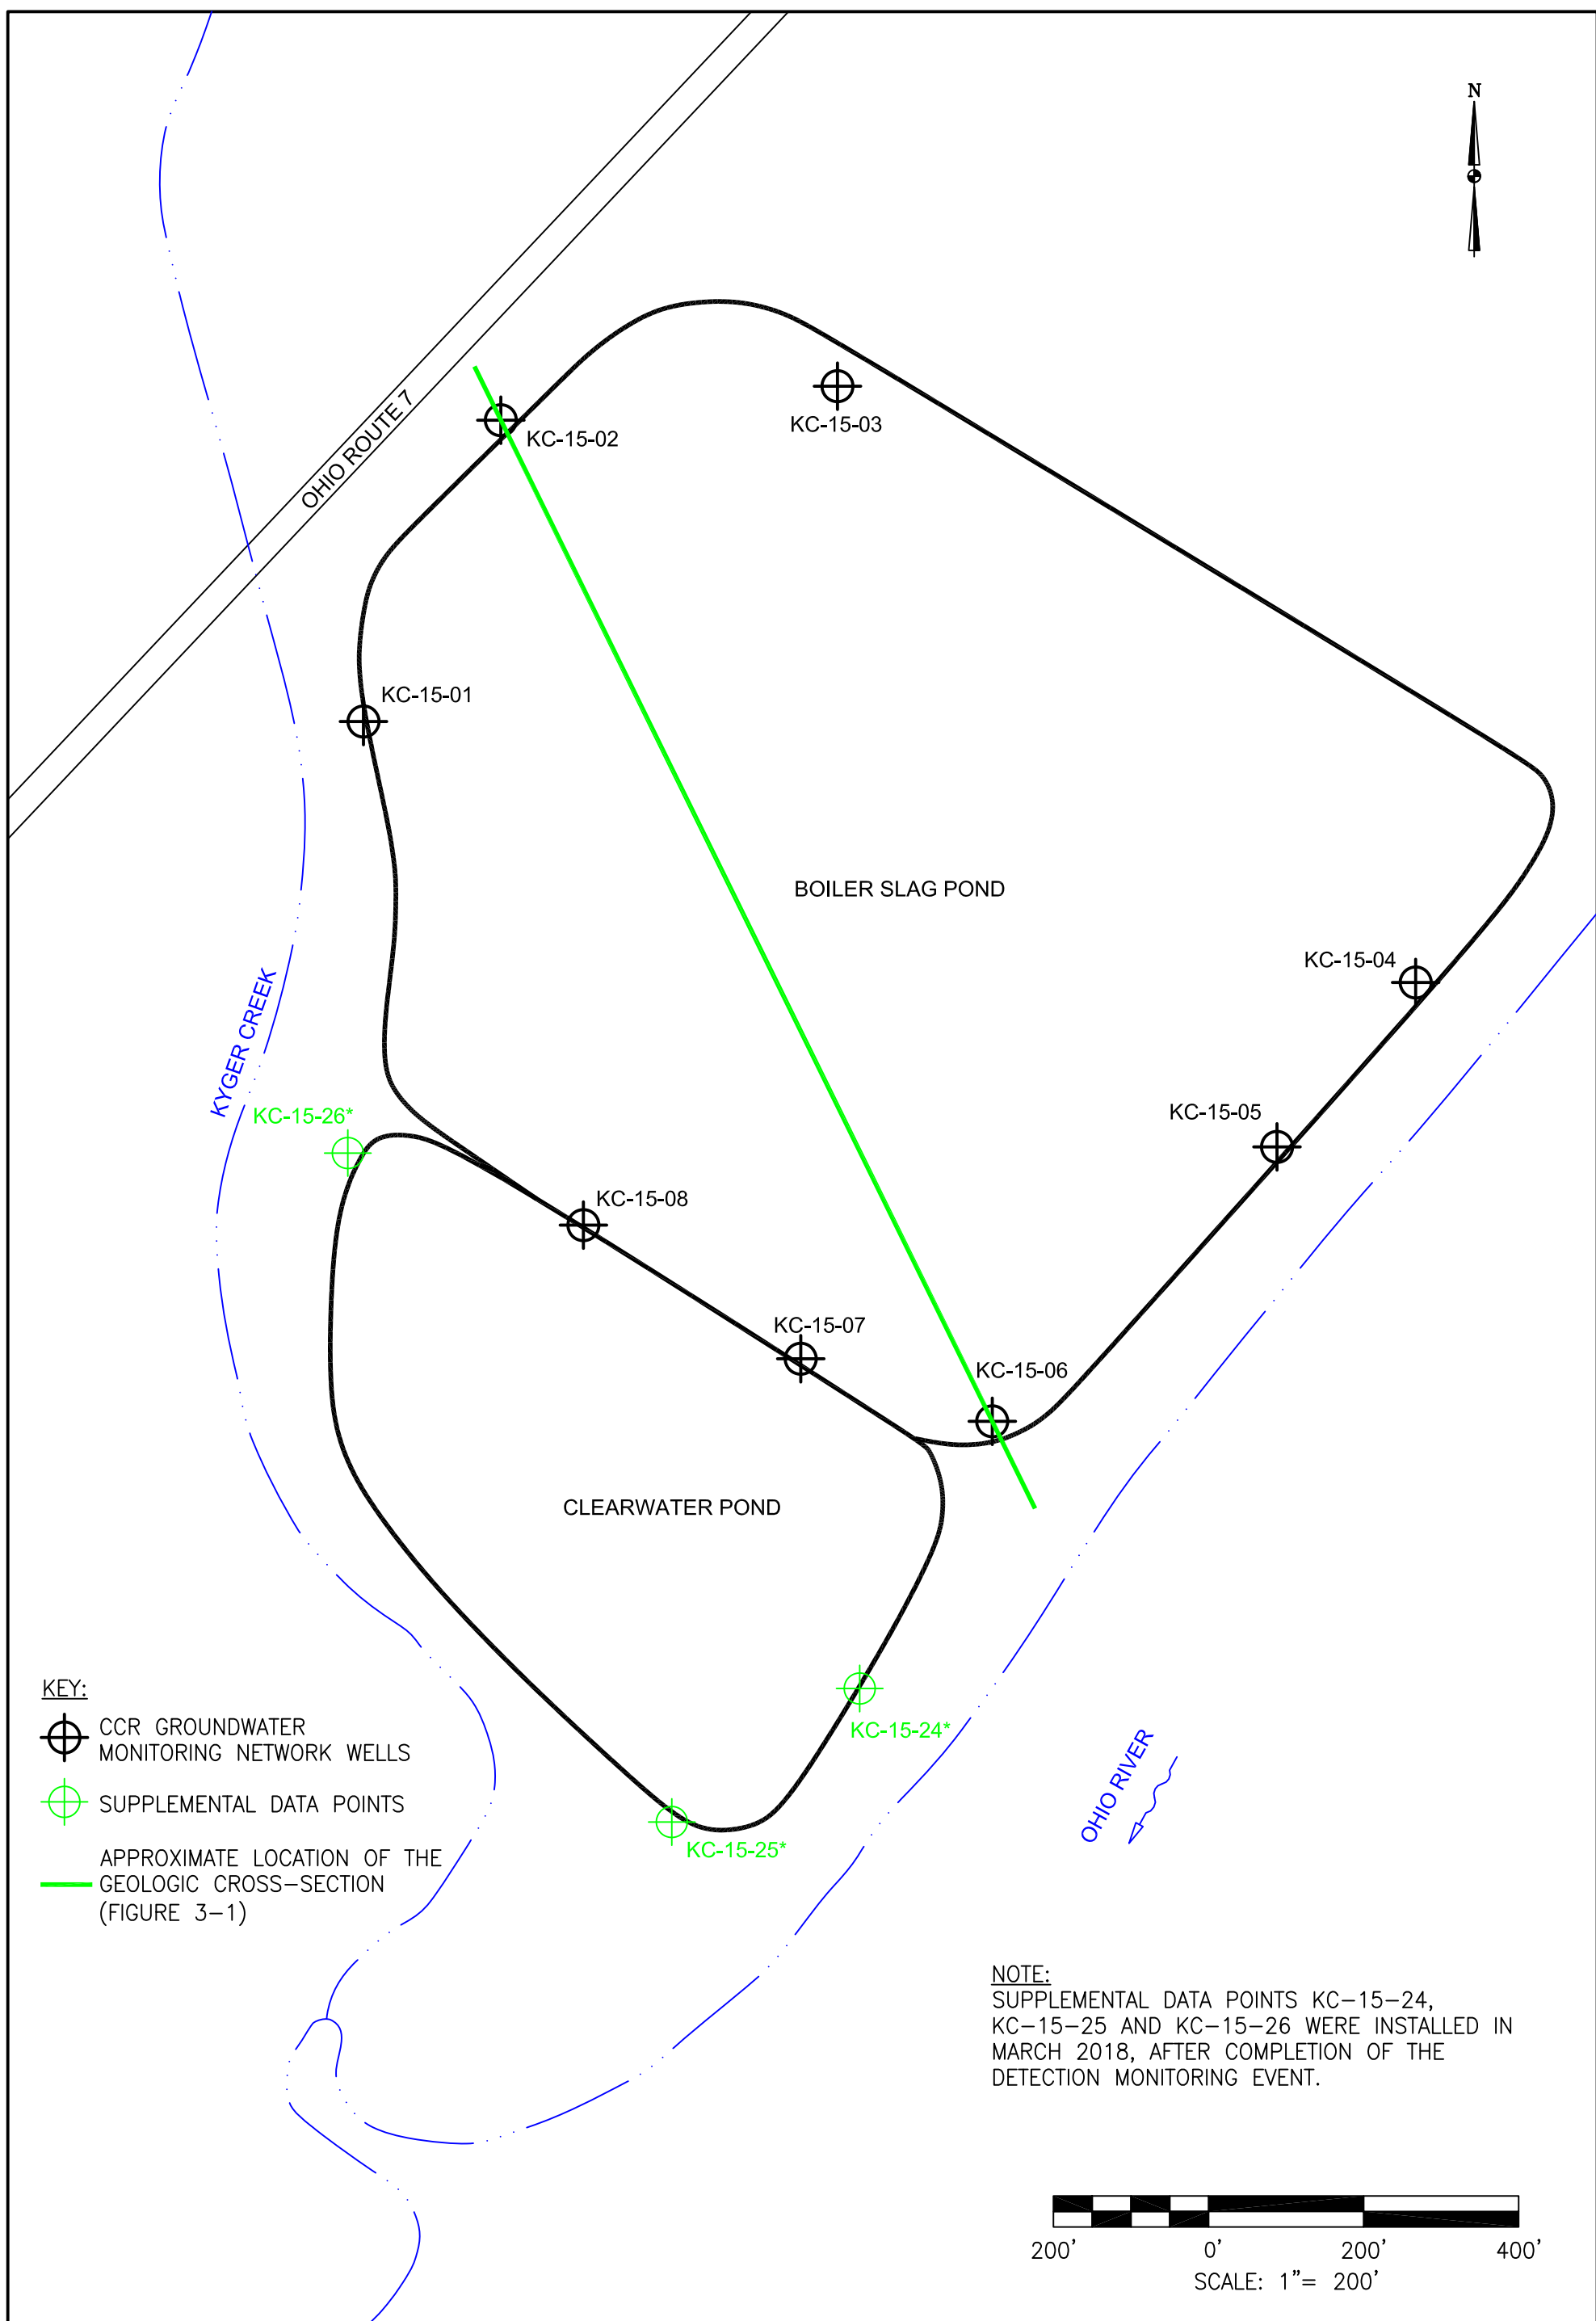 N
OHIO ROUTE 7
KC-15-02
KC-15-03
KC-15-01
BOILER SLAG POND
KC-15-04
KYGER CREEK
KC-15-26*
KC-15-05
KC-15-08
KC-15-07
KC-15-06
CLEARWATER POND
KC-15-24*
KC-15-25*
OHIO RIVER
KEY:
CCR GROUNDWATER
MONITORING NETWORK WELLS
SUPPLEMENTAL DATA POINTS
APPROXIMATE LOCATION OF THE
GEOLOGIC CROSS-SECTION
(FIGURE 3-1)
NOTE:
SUPPLEMENTAL DATA POINTS KC-15-24,
KC-15-25 AND KC-15-26 WERE INSTALLED IN
MARCH 2018, AFTER COMPLETION OF THE
DETECTION MONITORING EVENT.
200' 0' 200' 400'
SCALE: 1"= 200'